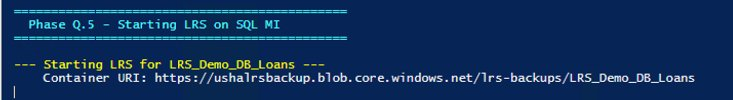 ==============================================
Phase Q.5 - Starting LRS on SQL MI
==============================================
--- Starting LRS for LRS_Demo_DB_Loans ---
Container URI: https://ushalrsbackup.blob.core.windows.net/lrs-backups/LRS_Demo_DB_Loans